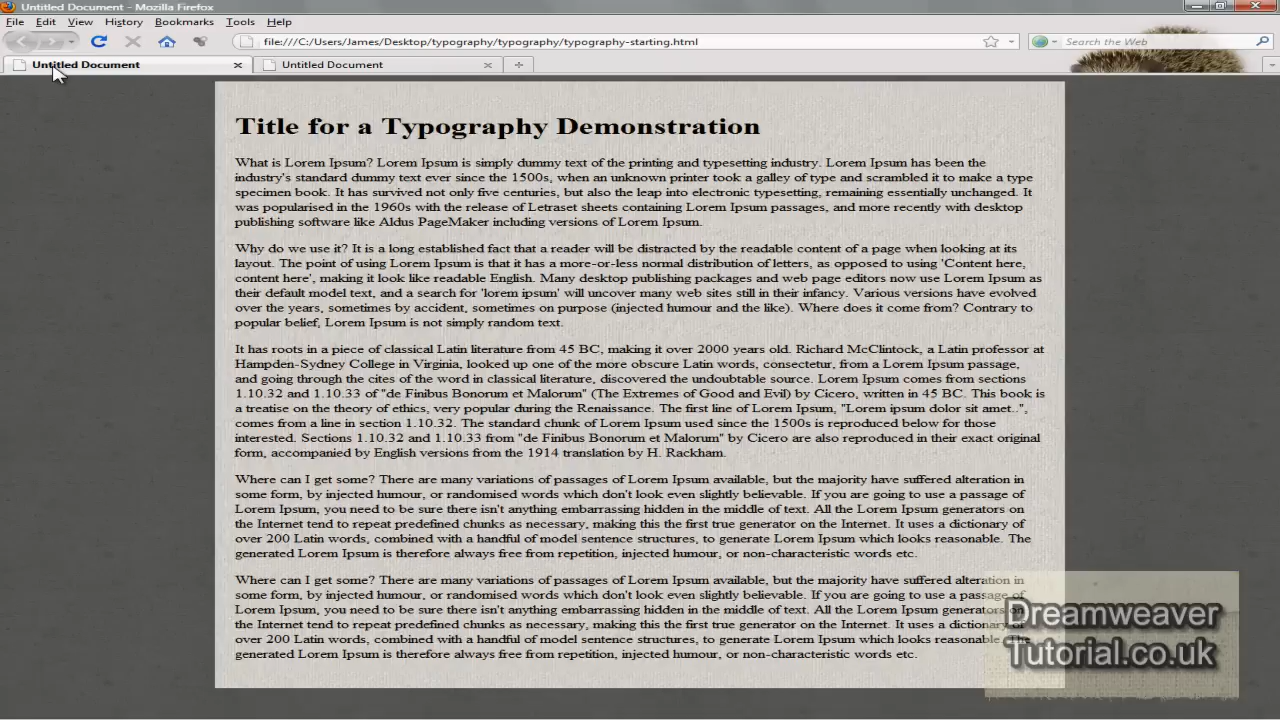 Untitled Document - Mozilla Firefox
File Edit View History Bookmarks Tools Help
file:///C:/Users/James/Desktop/typography/typography/typography-starting.html
Search the Web
Untitled Document
Untitled Document
Title for a Typography Demonstration
What is Lorem Ipsum? Lorem Ipsum is simply dummy text of the printing and typesetting industry. Lorem Ipsum has been the
industry's standard dummy text ever since the 1500s, when an unknown printer took a galley of type and scrambled it to make a type
specimen book. It has survived not only five centuries, but also the leap into electronic typesetting, remaining essentially unchanged. It
was popularised in the 1960s with the release of Letraset sheets containing Lorem Ipsum passages, and more recently with desktop
publishing software like Aldus PageMaker including versions of Lorem Ipsum.
Why do we use it? It is a long established fact that a reader will be distracted by the readable content of a page when looking at its
layout. The point of using Lorem Ipsum is that it has a more-or-less normal distribution of letters, as opposed to using 'Content here,
content here', making it look like readable English. Many desktop publishing packages and web page editors now use Lorem Ipsum as
their default model text, and a search for 'lorem ipsum' will uncover many web sites still in their infancy. Various versions have evolved
over the years, sometimes by accident, sometimes on purpose (injected humour and the like). Where does it come from? Contrary to
popular belief, Lorem Ipsum is not simply random text.
It has roots in a piece of classical Latin literature from 45 BC, making it over 2000 years old. Richard McClintock, a Latin professor at
Hampden-Sydney College in Virginia, looked up one of the more obscure Latin words, consectetur, from a Lorem Ipsum passage,
and going through the cites of the word in classical literature, discovered the undoubtable source. Lorem Ipsum comes from sections
1.10.32 and 1.10.33 of "de Finibus Bonorum et Malorum" (The Extremes of Good and Evil) by Cicero, written in 45 BC. This book is
a treatise on the theory of ethics, very popular during the Renaissance. The first line of Lorem Ipsum, "Lorem ipsum dolor sit amet..",
comes from a line in section 1.10.32. The standard chunk of Lorem Ipsum used since the 1500s is reproduced below for those
interested. Sections 1.10.32 and 1.10.33 from "de Finibus Bonorum et Malorum" by Cicero are also reproduced in their exact original
form, accompanied by English versions from the 1914 translation by H. Rackham.
Where can I get some? There are many variations of passages of Lorem Ipsum available, but the majority have suffered alteration in
some form, by injected humour, or randomised words which don't look even slightly believable. If you are going to use a passage of
Lorem Ipsum, you need to be sure there isn't anything embarrassing hidden in the middle of text. All the Lorem Ipsum generators on
the Internet tend to repeat predefined chunks as necessary, making this the first true generator on the Internet. It uses a dictionary of
over 200 Latin words, combined with a handful of model sentence structures, to generate Lorem Ipsum which looks reasonable. The
generated Lorem Ipsum is therefore always free from repetition, injected humour, or non-characteristic words etc.
Where can I get some? There are many variations of passages of Lorem Ipsum available, but the majority have suffered alteration in
some form, by injected humour, or randomised words which don't look even slightly believable. If you are going to use a passage of
Lorem Ipsum, you need to be sure there isn't anything embarrassing hidden in the middle of text. All the Lorem Ipsum generators on
the Internet tend to repeat predefined chunks as necessary, making this the first true generator on the Internet. It uses a dictionary of
over 200 Latin words, combined with a handful of model sentence structures, to generate Lorem Ipsum which looks reasonable. The
generated Lorem Ipsum is therefore always free from repetition, injected humour, or non-characteristic words etc.
Dreamweaver
Tutorial.co.uk